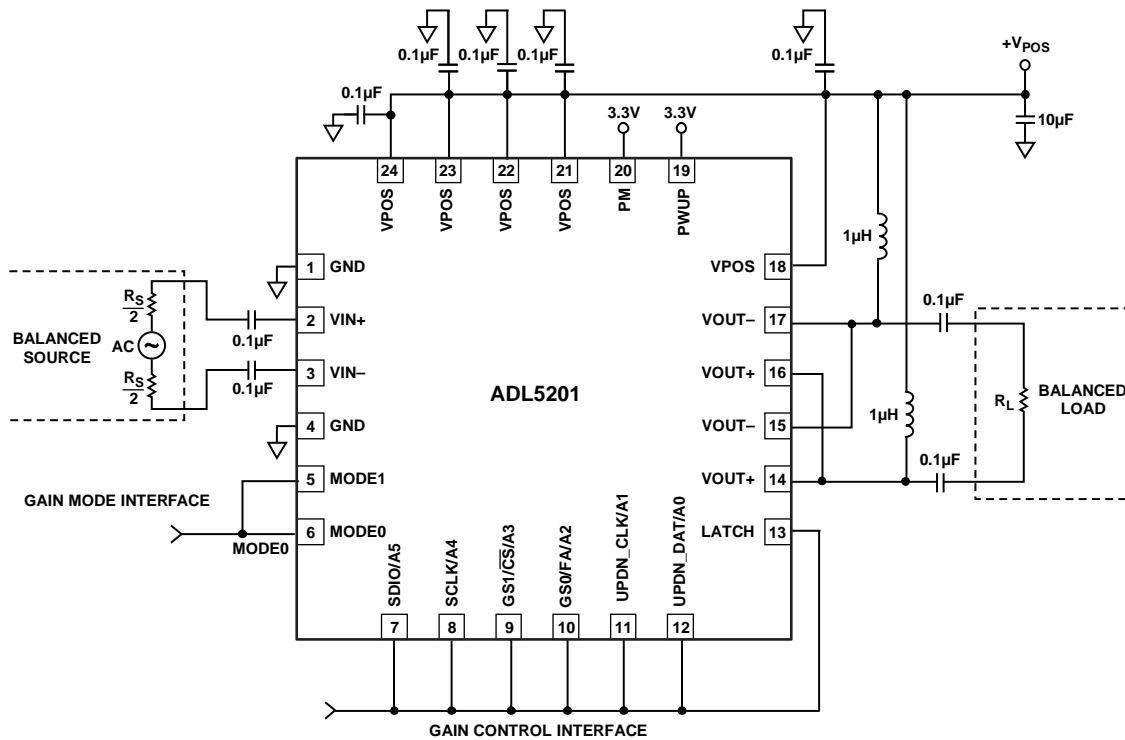 0.1µF
0.1µF
0.1µF
0.1µF
+VPOS
0.1µF
3.3V
3.3V
10µF
24
23
22
21
20
19
VPOS
VPOS
VPOS
VPOS
PM
PWUP
1µH
1 GND
VPOS 18
RS/2
0.1µF
2 VIN+
VOUT– 17
0.1µF
BALANCED
SOURCE
AC
RS/2
0.1µF
3 VIN–
ADL5201
VOUT+ 16
RL
BALANCED
LOAD
4 GND
VOUT– 15
1µH
0.1µF
5 MODE1
VOUT+ 14
GAIN MODE INTERFACE
6 MODE0
LATCH 13
MODE0
SDIO/A5
SCLK/A4
GS1/C̅S̅/A3
GS0/FA/A2
UPDN_CLK/A1
UPDN_DAT/A0
7
8
9
10
11
12
GAIN CONTROL INTERFACE